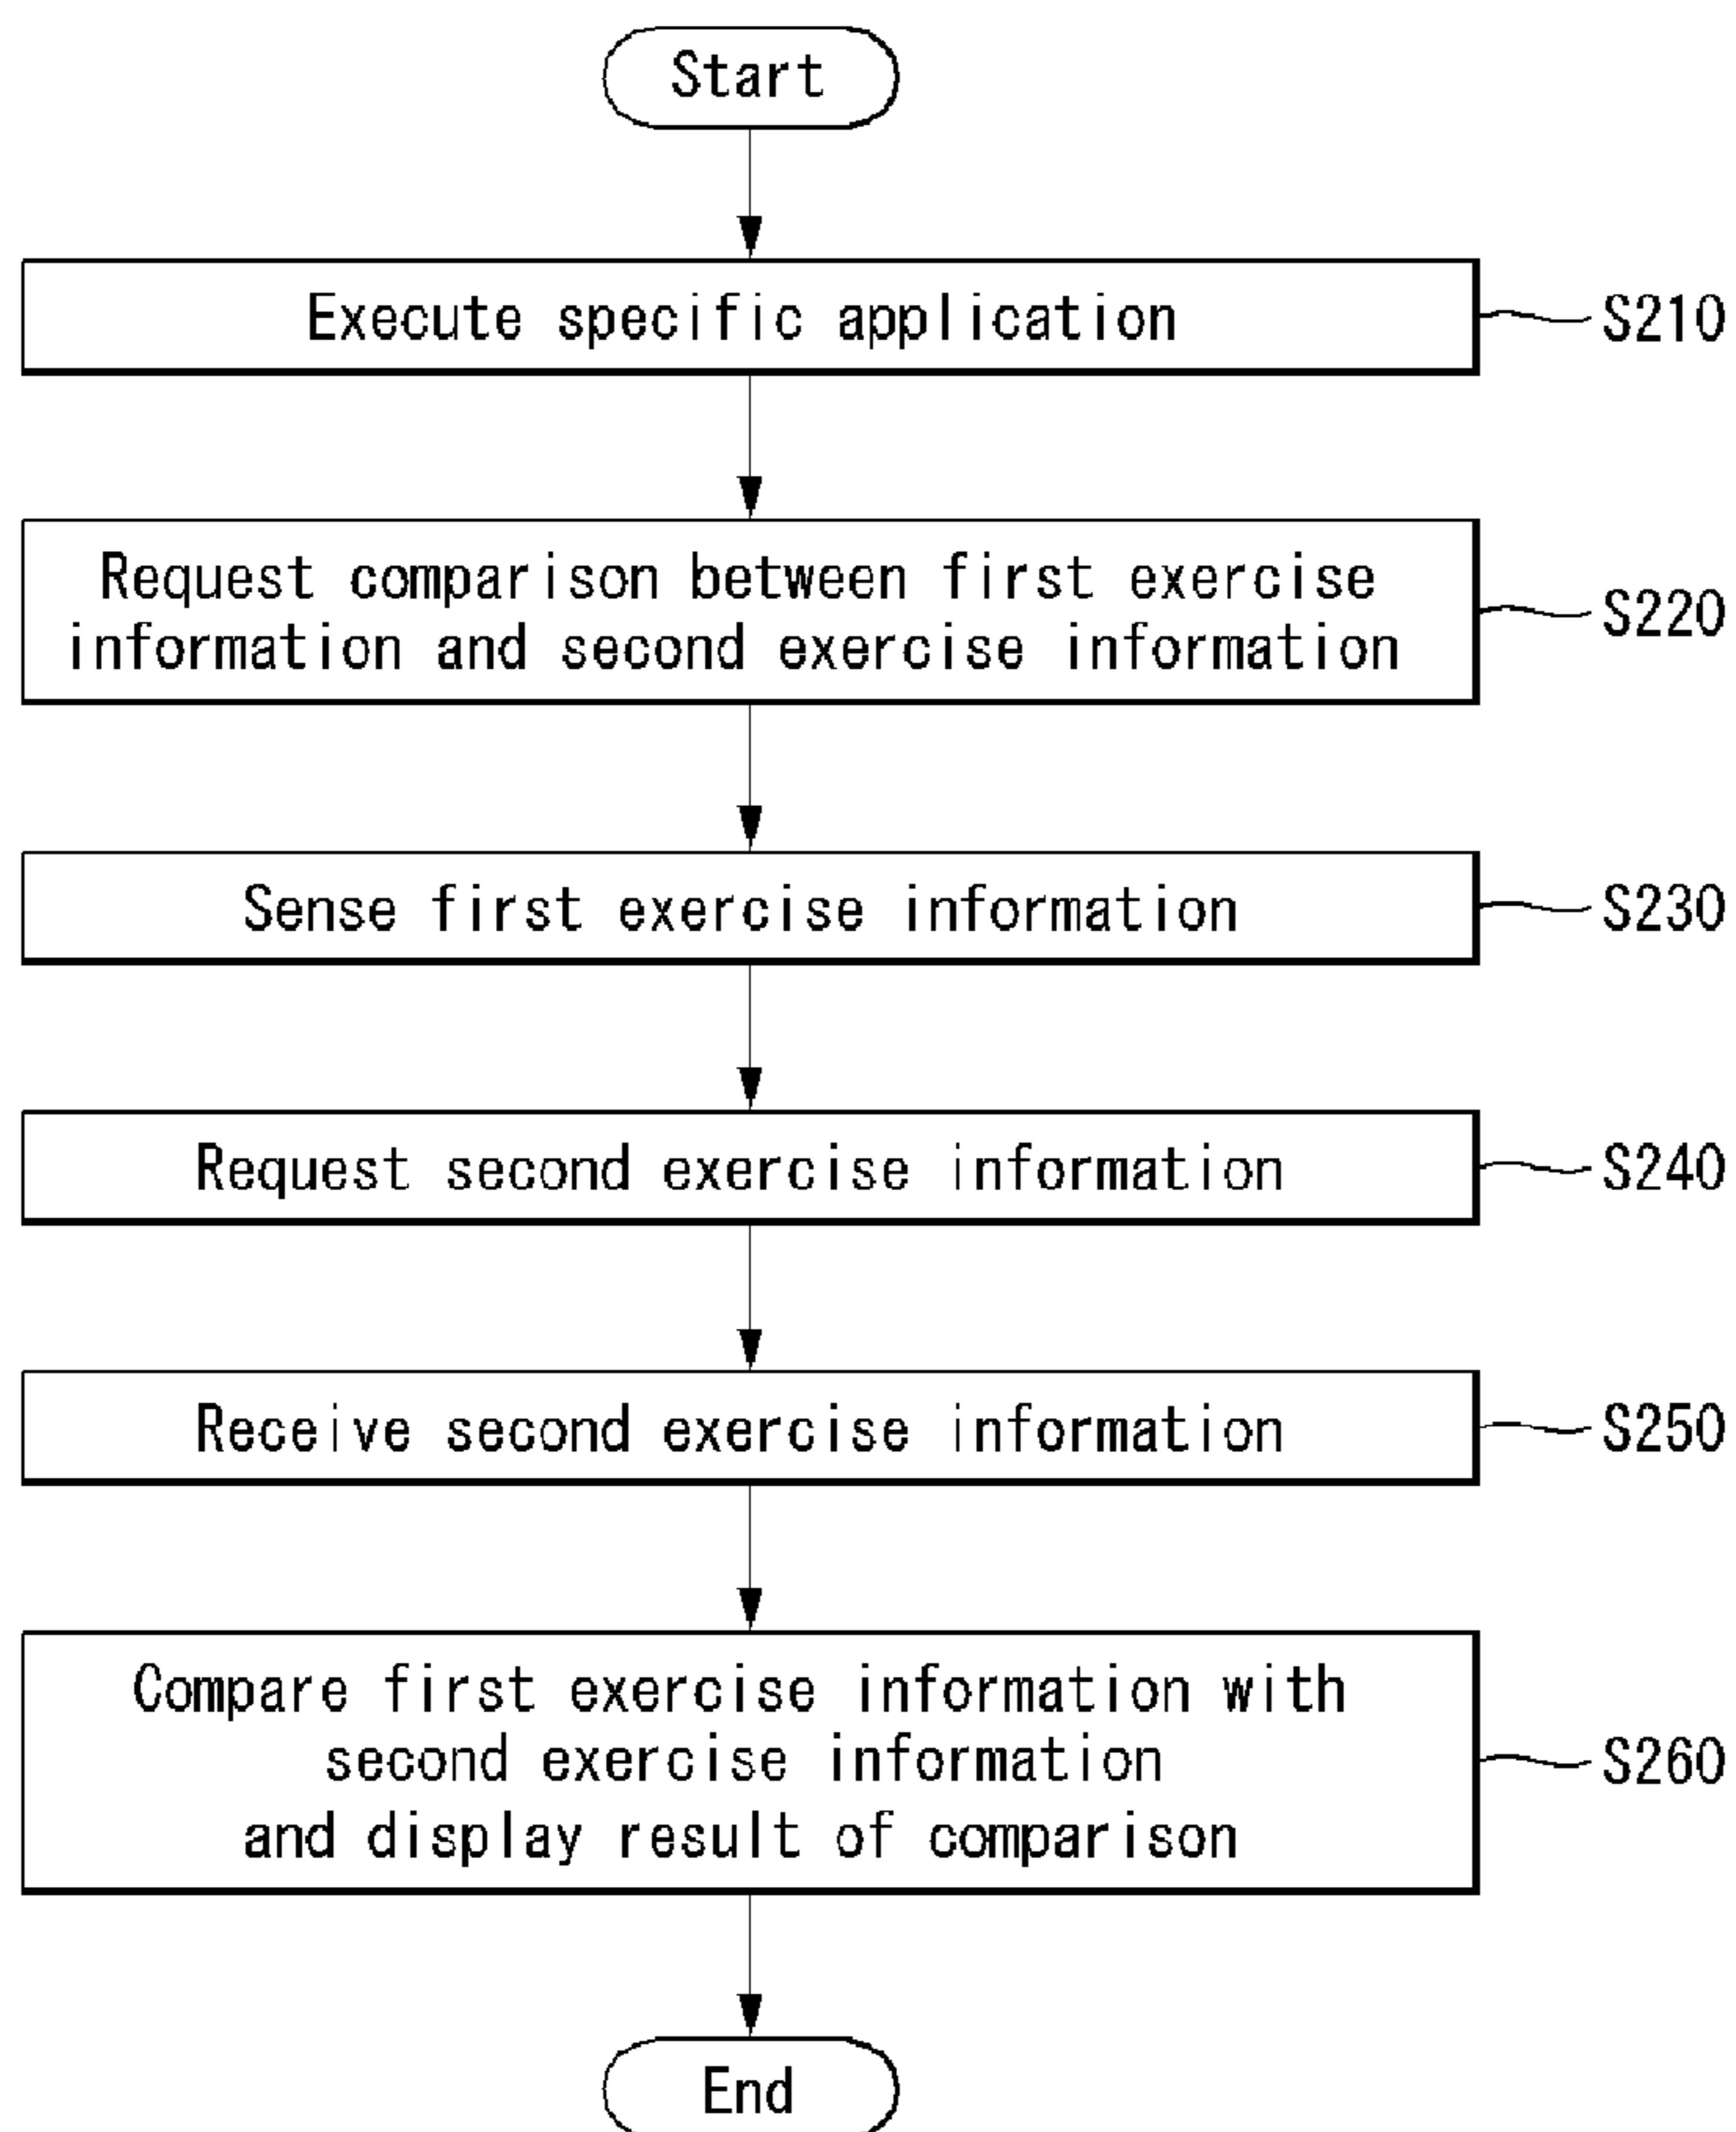 Start
Execute specific application
S210
Request comparison between first exercise
information and second exercise information
S220
Sense first exercise information
S230
Request second exercise information
S240
Receive second exercise information
S250
Compare first exercise information with
second exercise information
and display result of comparison
S260
End